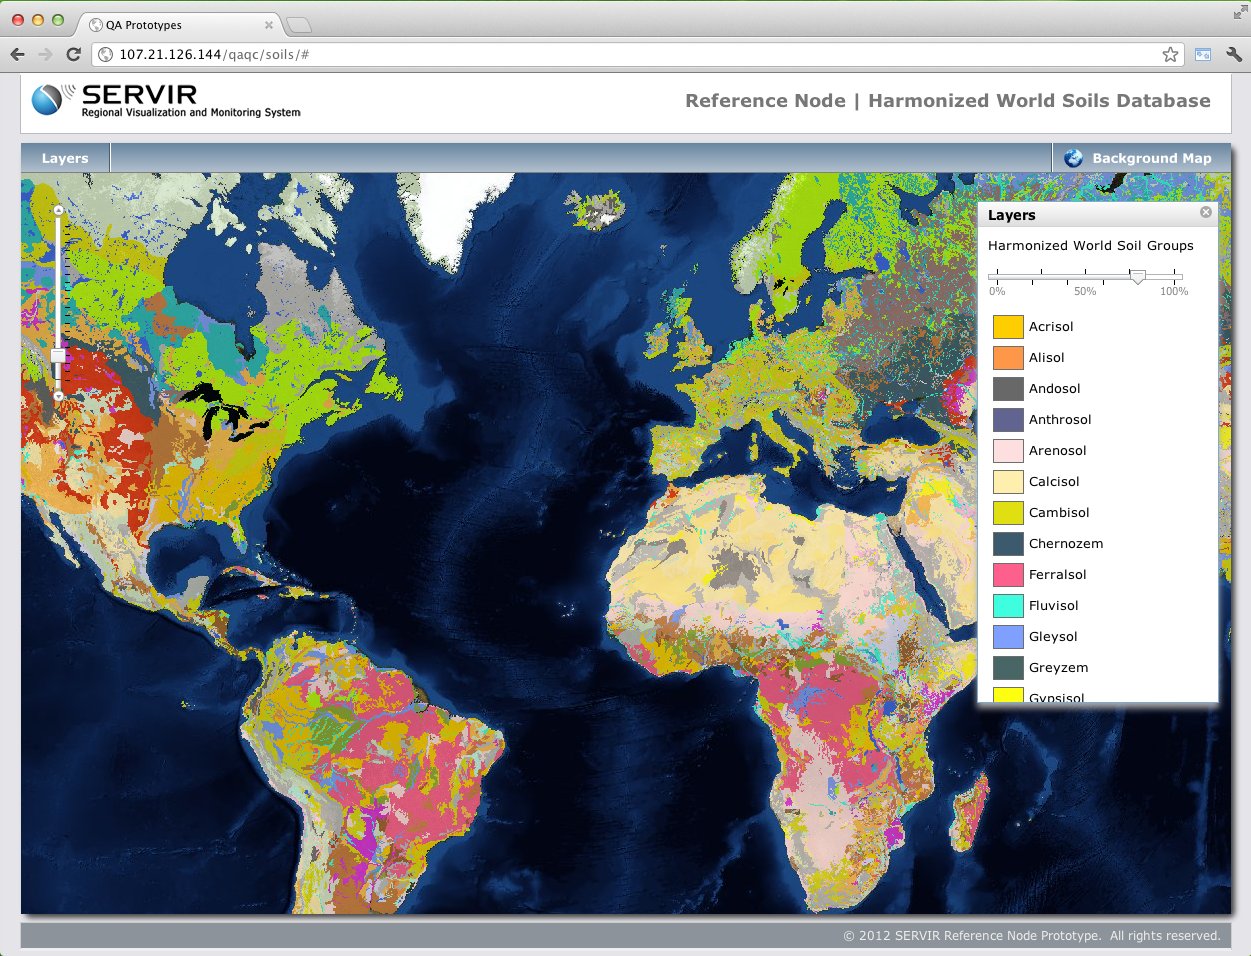 QA Prototypes
107.21.126.144/qaqc/soils/#
SERVIR
Regional Visualization and Monitoring System
Reference Node | Harmonized World Soils Database
Layers
Background Map
Layers
Harmonized World Soil Groups
0% 50% 100%
Acrisol
Alisol
Andosol
Anthrosol
Arenosol
Calcisol
Cambisol
Chernozem
Ferralsol
Fluvisol
Gleysol
Greyzem
Gypsisol
© 2012 SERVIR Reference Node Prototype. All rights reserved.